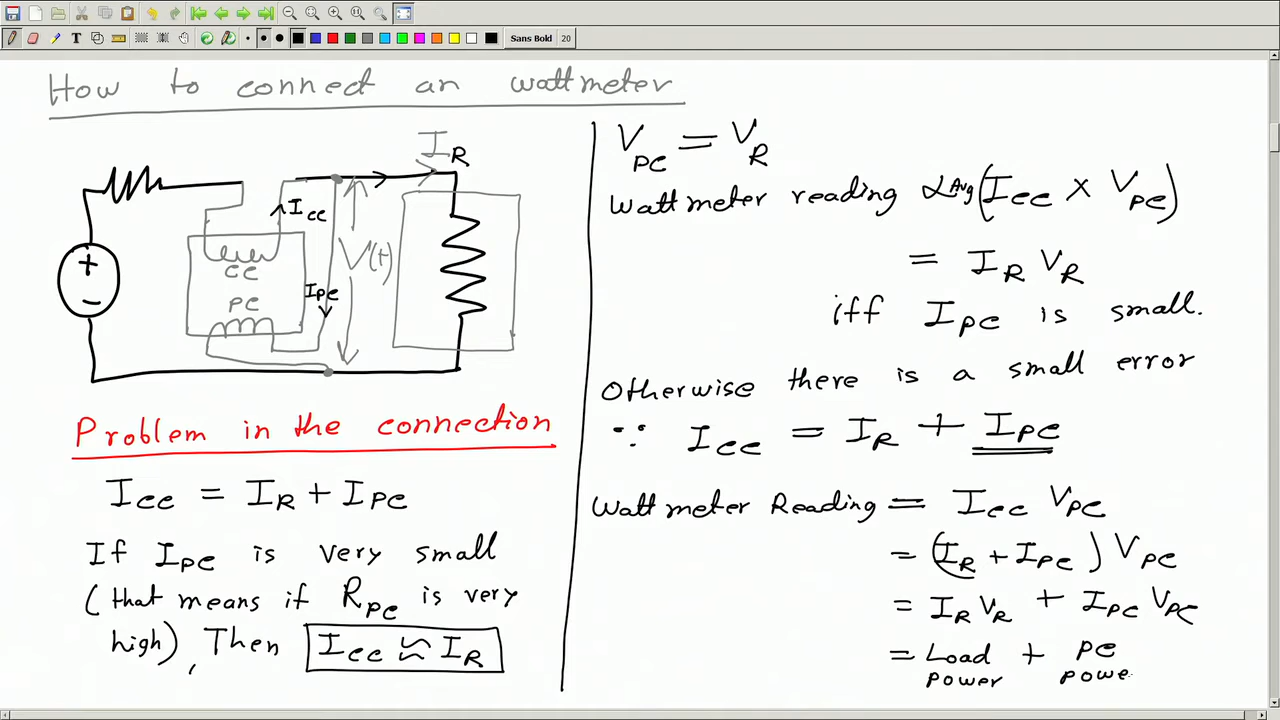 Sans Bold 20
How to connect an wattmeter
I_R
I_cc
cc
pc
I_pc
V(t)
+
-
Problem in the connection
I_cc = I_R + I_pc
If I_pc is very small
(that means if R_pc is very
high), Then I_cc ≈ I_R
V_pc = V_R
Wattmeter reading α Avg(I_cc × V_pc)
= I_R V_R
iff I_pc is small.
Otherwise there is a small error
∵ I_cc = I_R + I_pc
Wattmeter Reading = I_cc V_pc
= (I_R + I_pc) V_pc
= I_R V_R + I_pc V_pc
= Load power + pc powe